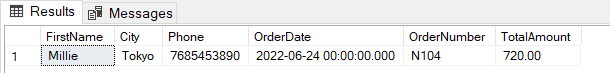 Results Messages
FirstName City Phone OrderDate OrderNumber TotalAmount
1 Millie Tokyo 7685453890 2022-06-24 00:00:00.000 N104 720.00